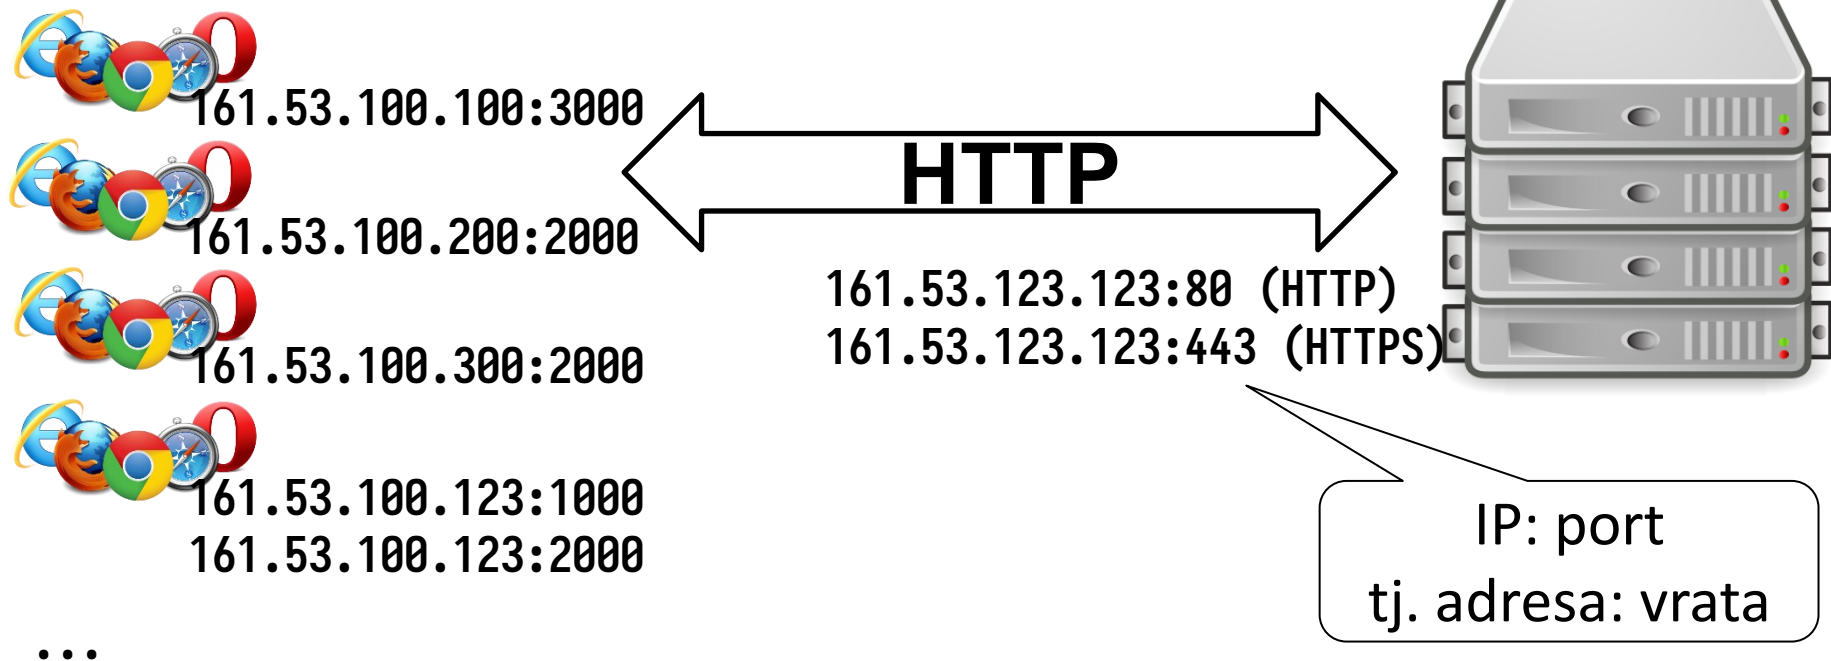 161.53.100.100:3000
161.53.100.200:2000
161.53.100.300:2000
161.53.100.123:1000
161.53.100.123:2000
...
HTTP
161.53.123.123:80 (HTTP)
161.53.123.123:443 (HTTPS)
IP: port
tj. adresa: vrata